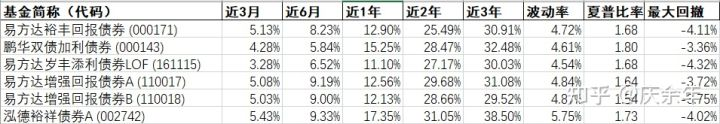 基金简称（代码） 近3月 近6月 近1年 近2年 近3年 波动率 夏普比率 最大回撤
易方达裕丰回报债券 (000171) 5.13% 8.23% 12.90% 25.49% 30.91% 4.72% 1.68 -4.11%
鹏华双债加利债券 (000143) 4.28% 5.84% 15.25% 28.47% 32.48% 4.61% 1.80 -3.36%
易方达岁丰添利债券LOF (161115) 3.28% 6.52% 11.10% 27.17% 30.03% 4.54% 1.68 -4.32%
易方达增强回报债券A (110017) 5.08% 9.19% 12.56% 29.68% 31.08% 4.84% 1.64 -3.72%
易方达增强回报债券B (110018) 5.03% 9.00% 12.13% 28.66% 29.52% 4.87% 1.54 -3.75%
泓德裕祥债券A (002742) 5.43% 9.33% 17.35% 31.05% 38.50% 5.75% 1.73 -4.02%
知乎 @庆余年